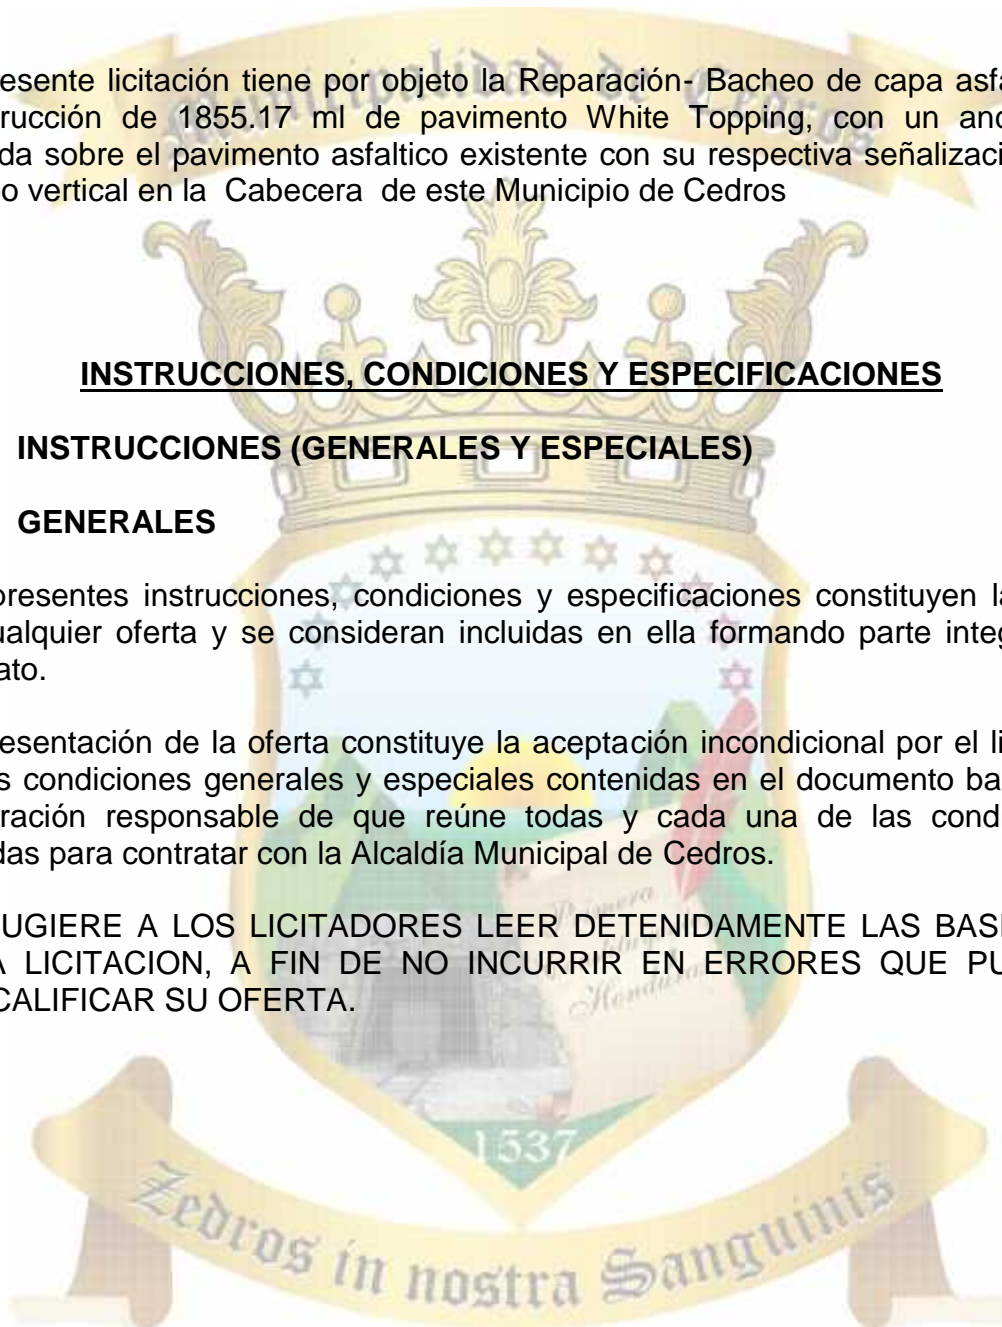 Municipalidad de Cedros
esente licitación tiene por objeto la Reparación- Bacheo de capa asfa
rucción de 1855.17 ml de pavimento White Topping, con un anc
da sobre el pavimento asfaltico existente con su respectiva señalizaci
o vertical en la Cabecera de este Municipio de Cedros
INSTRUCCIONES, CONDICIONES Y ESPECIFICACIONES
INSTRUCCIONES (GENERALES Y ESPECIALES)
GENERALES
presentes instrucciones, condiciones y especificaciones constituyen la
ualquier oferta y se consideran incluidas en ella formando parte integ
ato.
esentación de la oferta constituye la aceptación incondicional por el li
s condiciones generales y especiales contenidas en el documento ba
ración responsable de que reúne todas y cada una de las cond
das para contratar con la Alcaldía Municipal de Cedros.
UGIERE A LOS LICITADORES LEER DETENIDAMENTE LAS BAS
A LICITACION, A FIN DE NO INCURRIR EN ERRORES QUE PU
CALIFICAR SU OFERTA.
Primera
Honduras
1537
Zedros in nostra Sanguinis